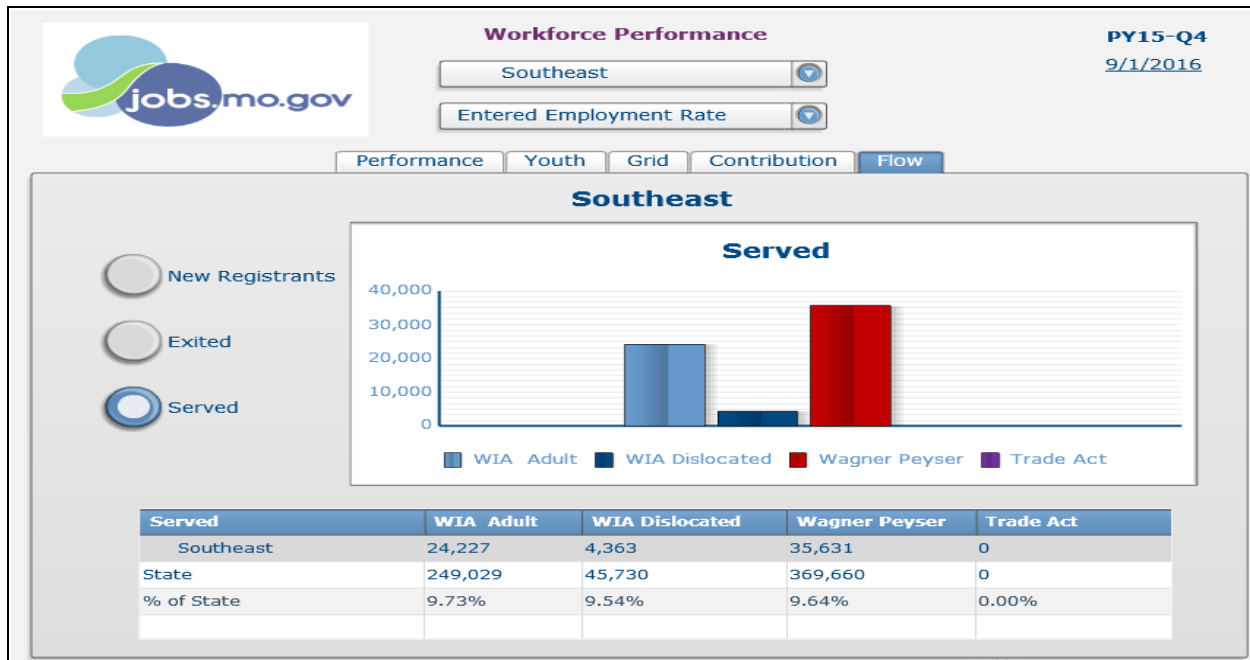 jobs.mo.gov
Workforce Performance
Southeast
Entered Employment Rate
PY15-Q4
9/1/2016
Performance Youth Grid Contribution Flow
Southeast
New Registrants
Exited
Served
Served
40,000
30,000
20,000
10,000
0
WIA Adult WIA Dislocated Wagner Peyser Trade Act
Served WIA Adult WIA Dislocated Wagner Peyser Trade Act
Southeast 24,227 4,363 35,631 0
State 249,029 45,730 369,660 0
% of State 9.73% 9.54% 9.64% 0.00%